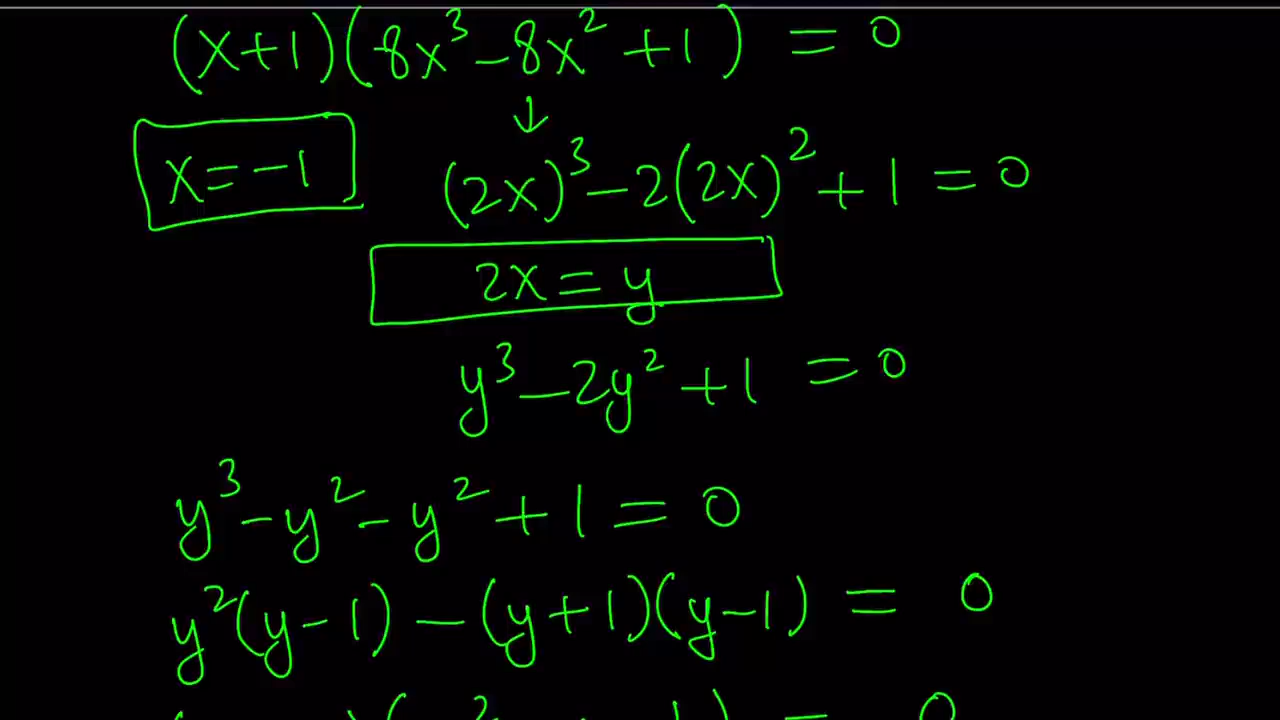 (x+1)(8x³-8x²+1) = 0
↓
x=-1
(2x)³-2(2x)²+1=0
2x=y
y³-2y²+1=0
y³-y²-y²+1=0
y²(y-1)-(y+1)(y-1)=0